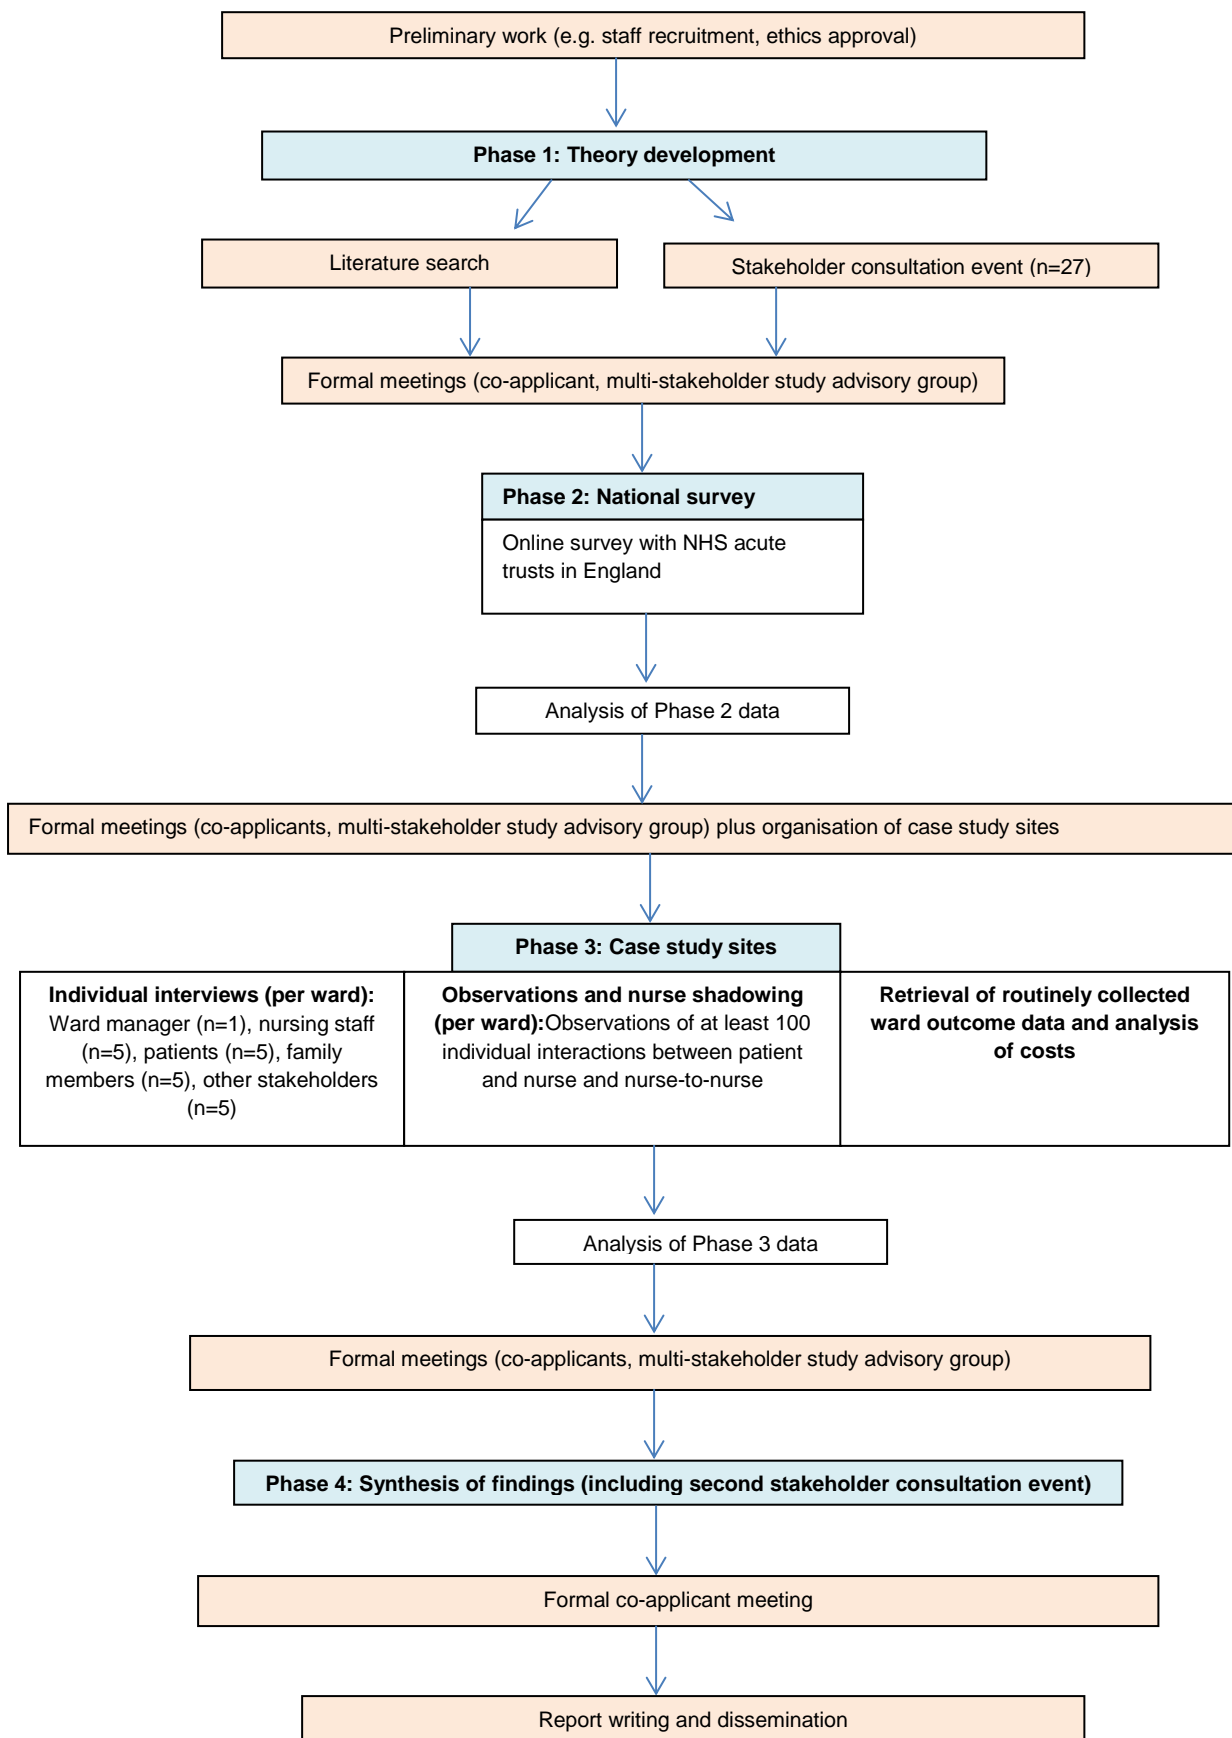 Preliminary work (e.g. staff recruitment, ethics approval)
Phase 1: Theory development
Literature search
Stakeholder consultation event (n=27)
Formal meetings (co-applicant, multi-stakeholder study advisory group)
Phase 2: National survey
Online survey with NHS acute
trusts in England
Analysis of Phase 2 data
Formal meetings (co-applicants, multi-stakeholder study advisory group) plus organisation of case study sites
Phase 3: Case study sites
Individual interviews (per ward):
Ward manager (n=1), nursing staff
(n=5), patients (n=5), family
members (n=5), other stakeholders
(n=5)
Observations and nurse shadowing
(per ward):Observations of at least 100
individual interactions between patient
and nurse and nurse-to-nurse
Retrieval of routinely collected
ward outcome data and analysis
of costs
Analysis of Phase 3 data
Formal meetings (co-applicants, multi-stakeholder study advisory group)
Phase 4: Synthesis of findings (including second stakeholder consultation event)
Formal co-applicant meeting
Report writing and dissemination